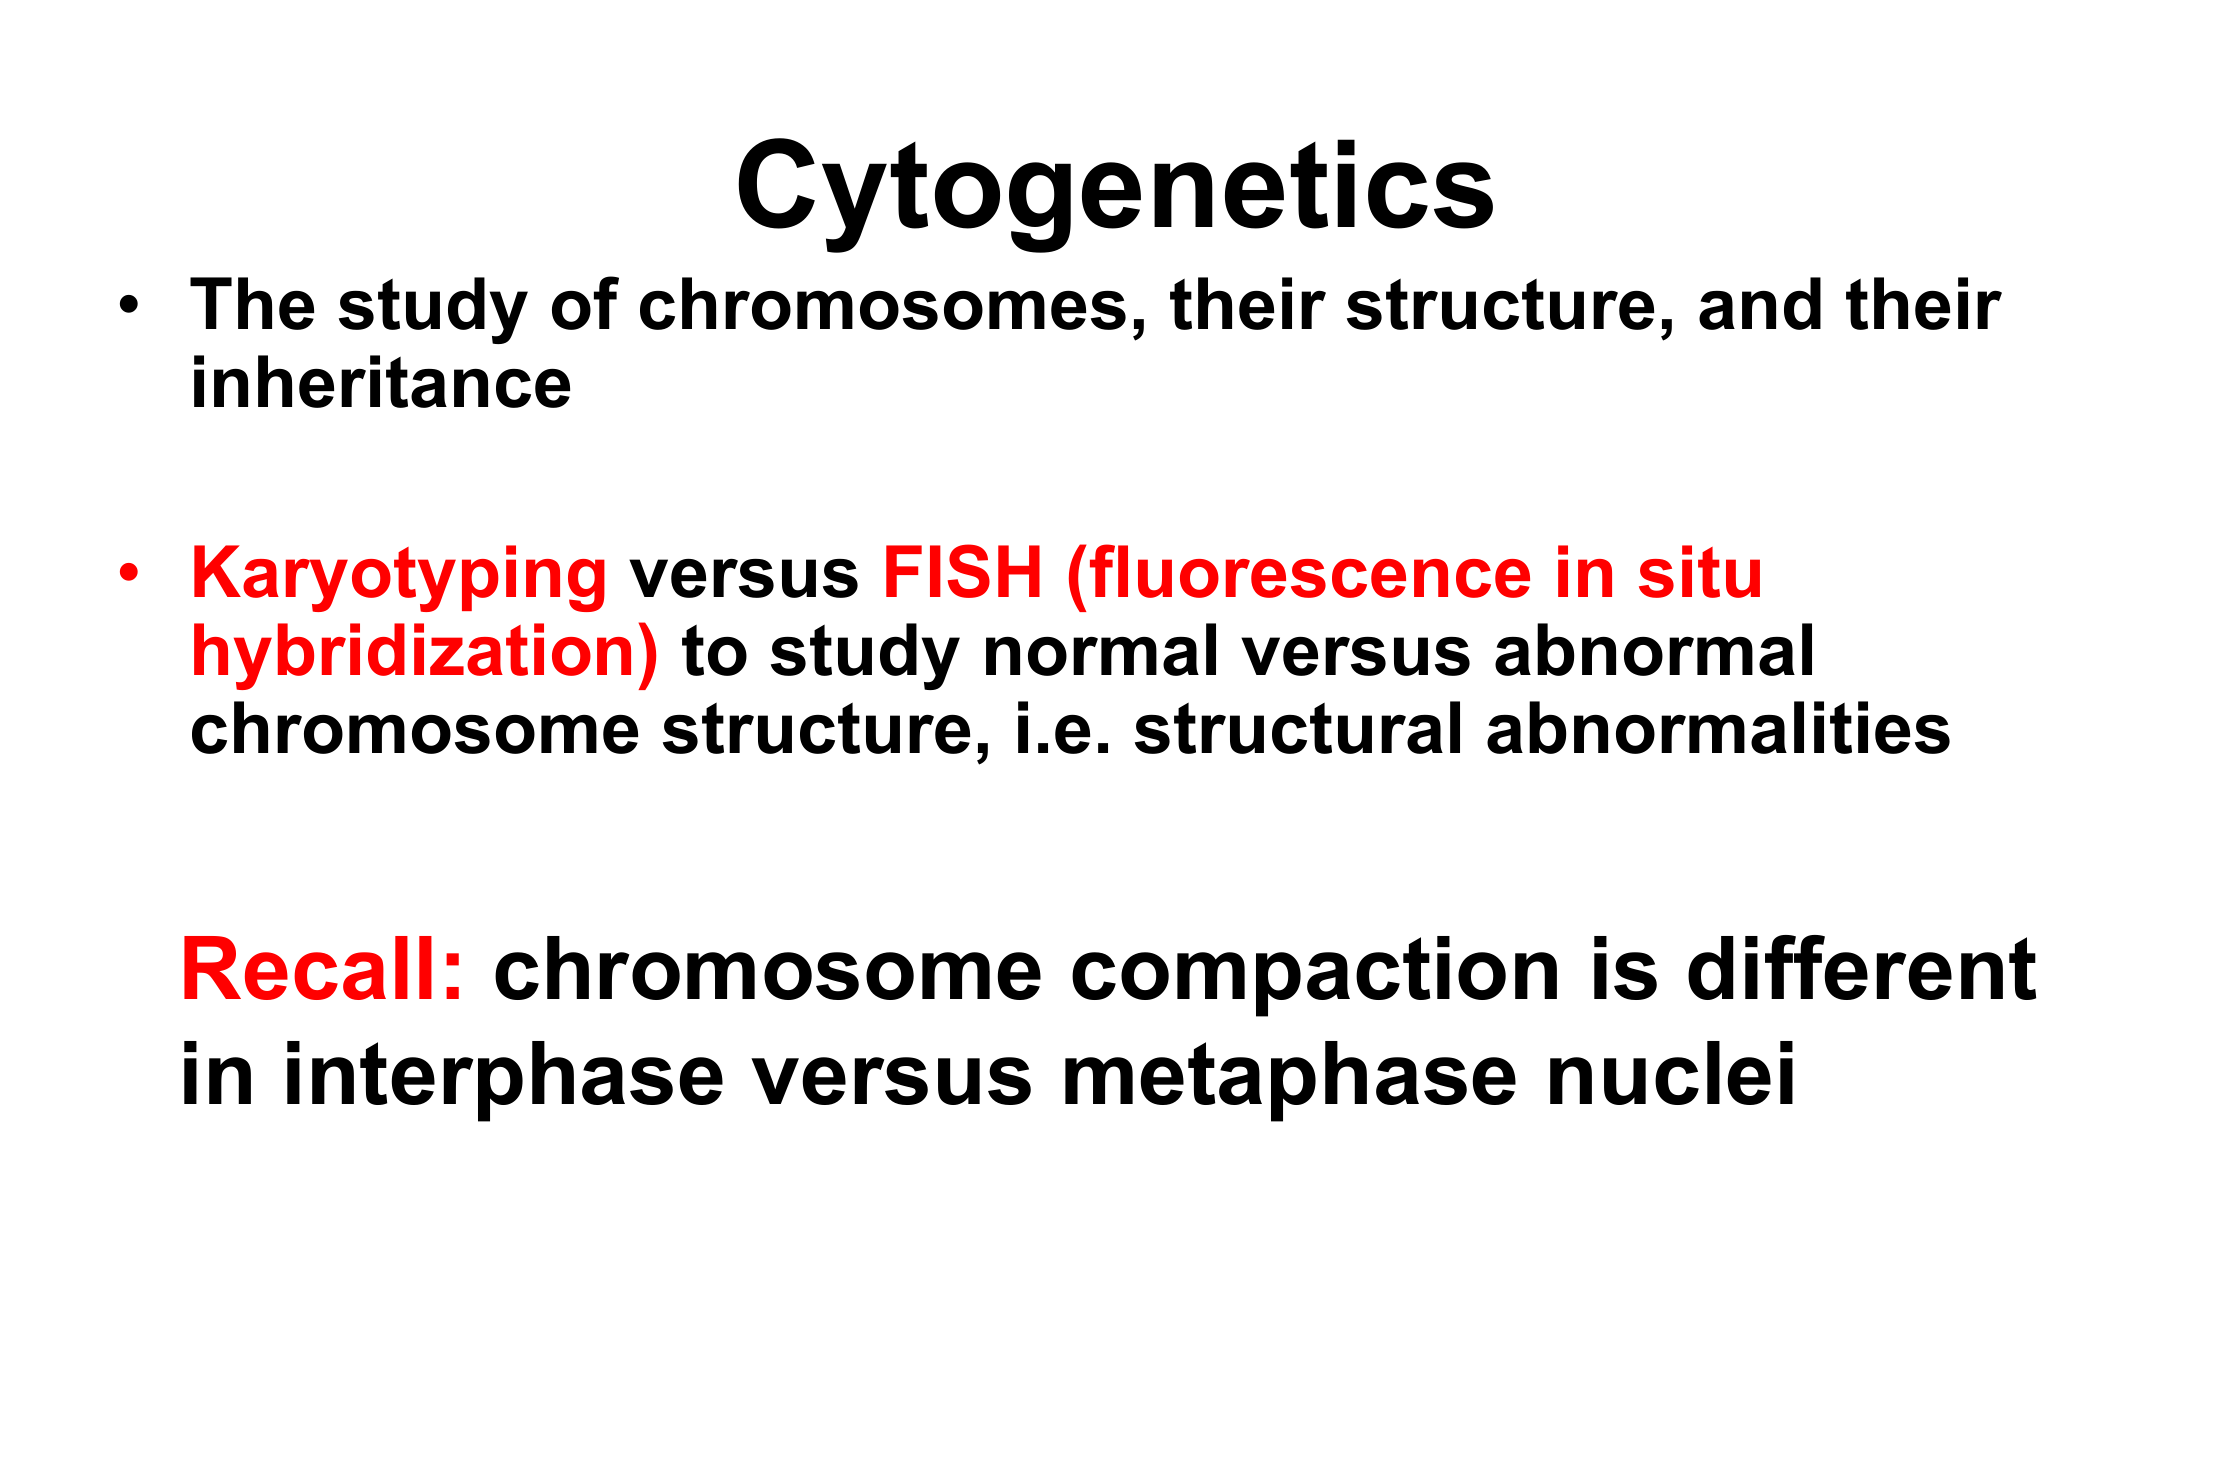 Cytogenetics
• The study of chromosomes, their structure, and their
inheritance
• Karyotyping versus FISH (fluorescence in situ
hybridization) to study normal versus abnormal
chromosome structure, i.e. structural abnormalities
Recall: chromosome compaction is different
in interphase versus metaphase nuclei